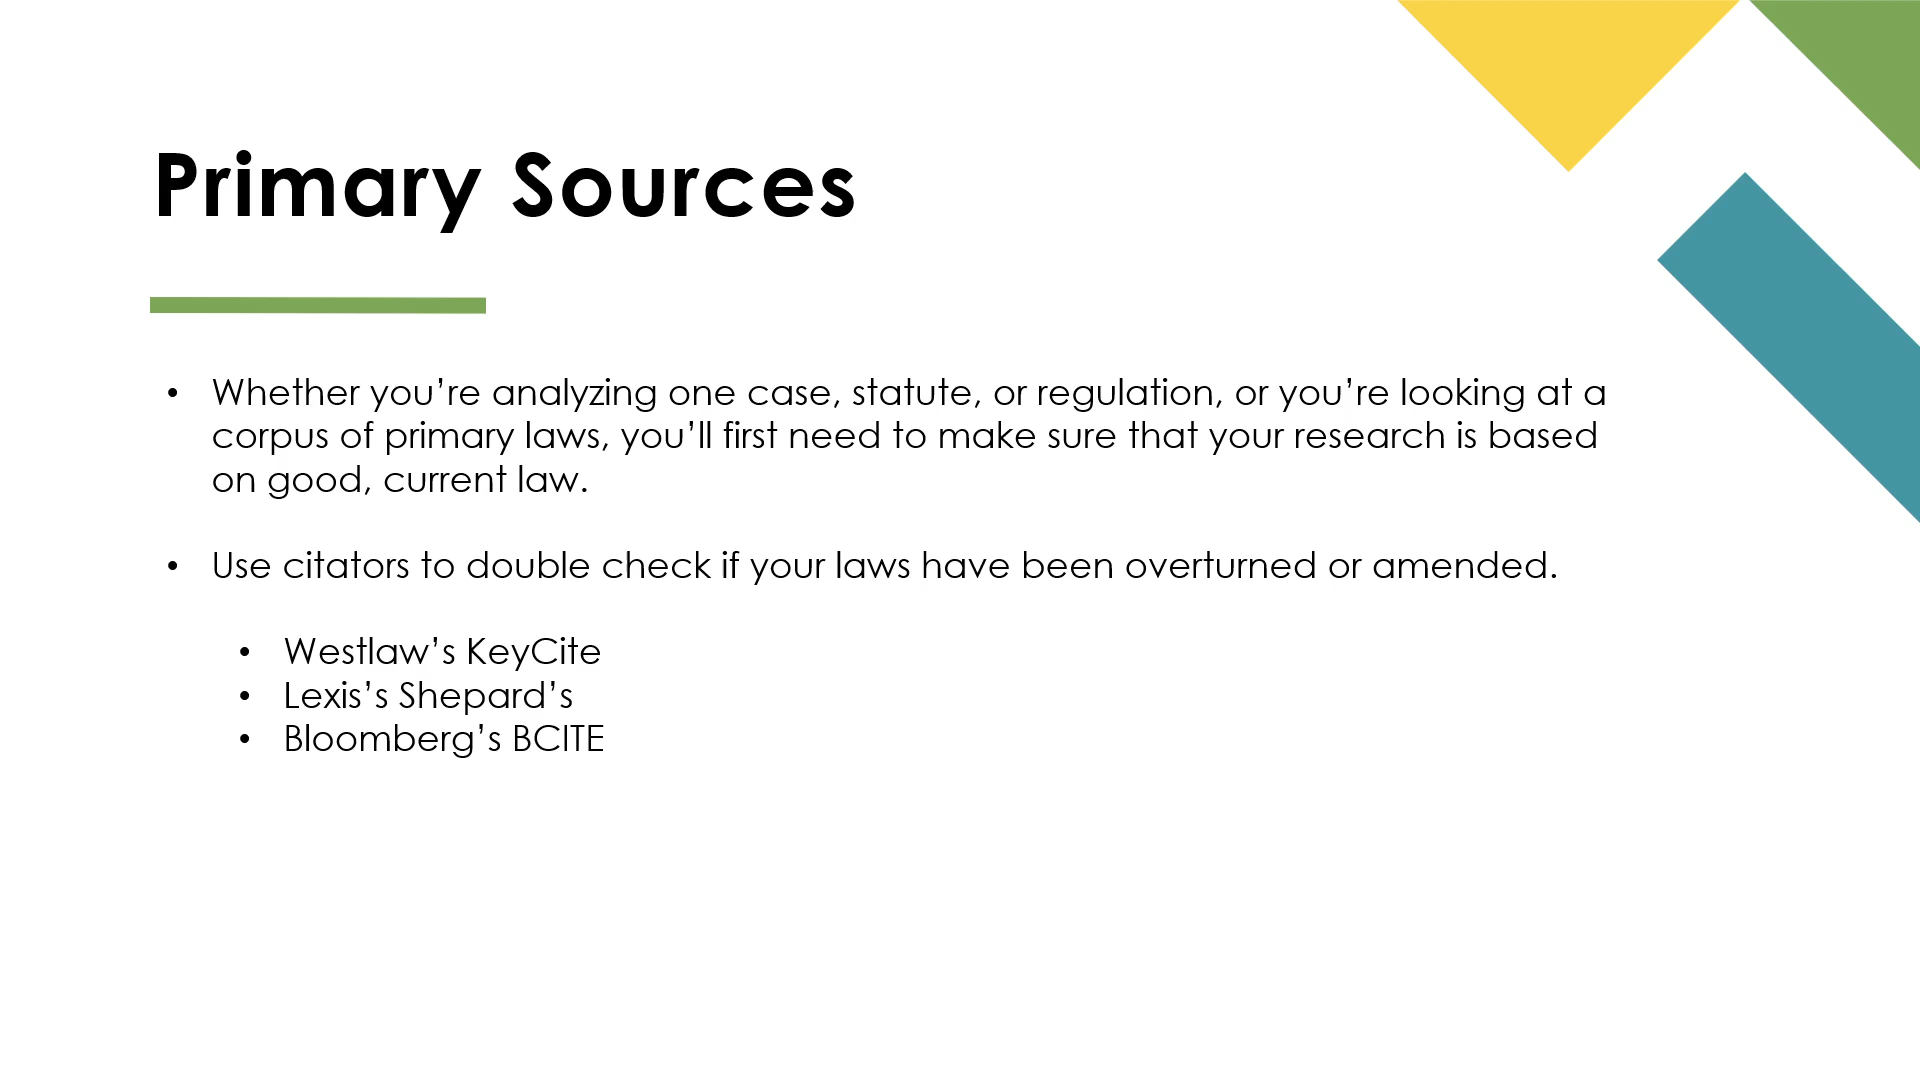 Primary Sources
• Whether you’re analyzing one case, statute, or regulation, or you’re looking at a
corpus of primary laws, you’ll first need to make sure that your research is based
on good, current law.
• Use citators to double check if your laws have been overturned or amended.
• Westlaw’s KeyCite
• Lexis’s Shepard’s
• Bloomberg’s BCITE